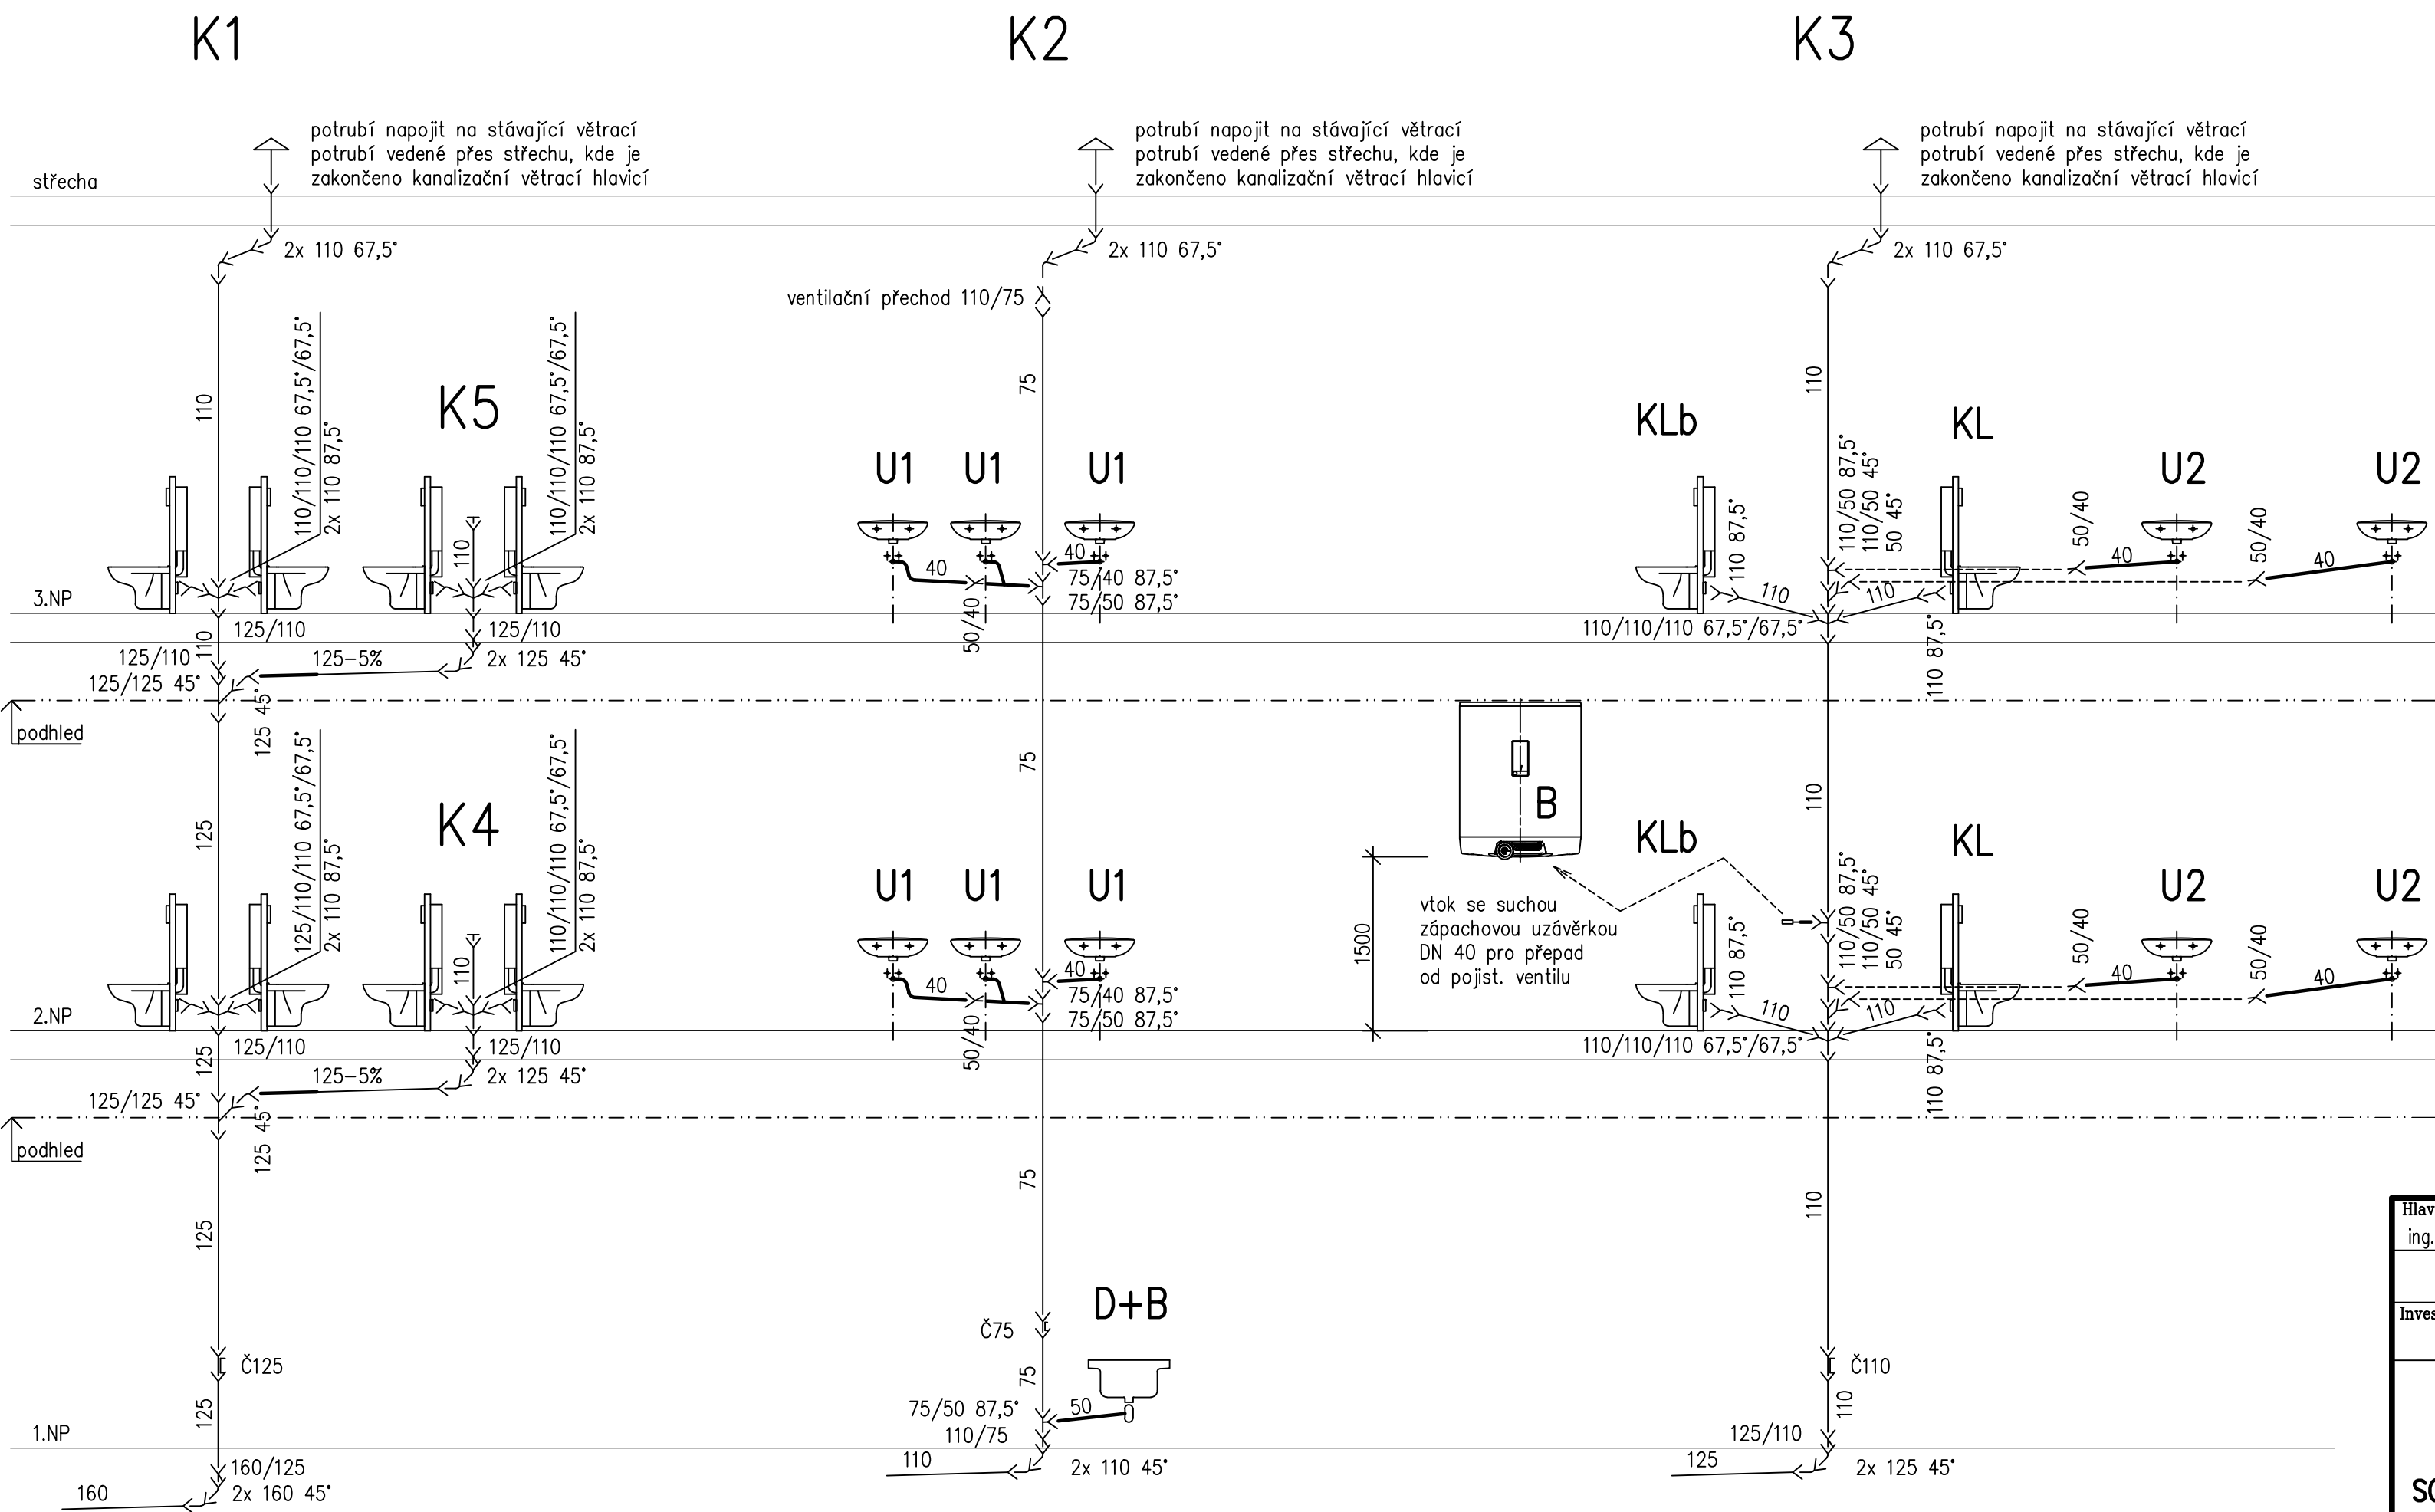 K1
K2
K3
potrubí napojit na stávající větrací
potrubí vedené přes střechu, kde je
zakončeno kanalizační větrací hlavicí
potrubí napojit na stávající větrací
potrubí vedené přes střechu, kde je
zakončeno kanalizační větrací hlavicí
potrubí napojit na stávající větrací
potrubí vedené přes střechu, kde je
zakončeno kanalizační větrací hlavicí
střecha
2x 110 67,5°
2x 110 67,5°
2x 110 67,5°
ventilační přechod 110/75
110
110/110/110 67,5°/67,5°
2x 110 87,5°
K5
110
110/110/110 67,5°/67,5°
2x 110 87,5°
75
U1
U1
U1
40
40
75/40 87,5°
75/50 87,5°
50/40
110
KLb
KL
U2
U2
110 87,5°
110/50 87,5°
110/50 45°
50 45°
50/40
40
50/40
40
110
110
110/110/110 67,5°/67,5°
110 87,5°
3.NP
110
125/110
125/110
125/110
125–5%
2x 125 45°
125/125 45°
125 45°
podhled
125
125/110/110 67,5°/67,5°
2x 110 87,5°
K4
110
110/110/110 67,5°/67,5°
2x 110 87,5°
75
U1
U1
U1
40
40
75/40 87,5°
75/50 87,5°
50/40
B
1500
vtok se suchou
zápachovou uzávěrkou
DN 40 pro přepad
od pojist. ventilu
110
KLb
KL
U2
U2
110 87,5°
110/50 87,5°
110/50 45°
50 45°
50/40
40
50/40
40
110
110
110/110/110 67,5°/67,5°
110 87,5°
2.NP
125
125/110
125/110
125–5%
2x 125 45°
125/125 45°
125 45°
podhled
125
75
110
Hlav
ing.
Inves
D+B
Č75
Č125
Č110
125
75
50
110
75/50 87,5°
110/75
125/110
1.NP
160/125
2x 160 45°
160
110
2x 110 45°
125
2x 125 45°